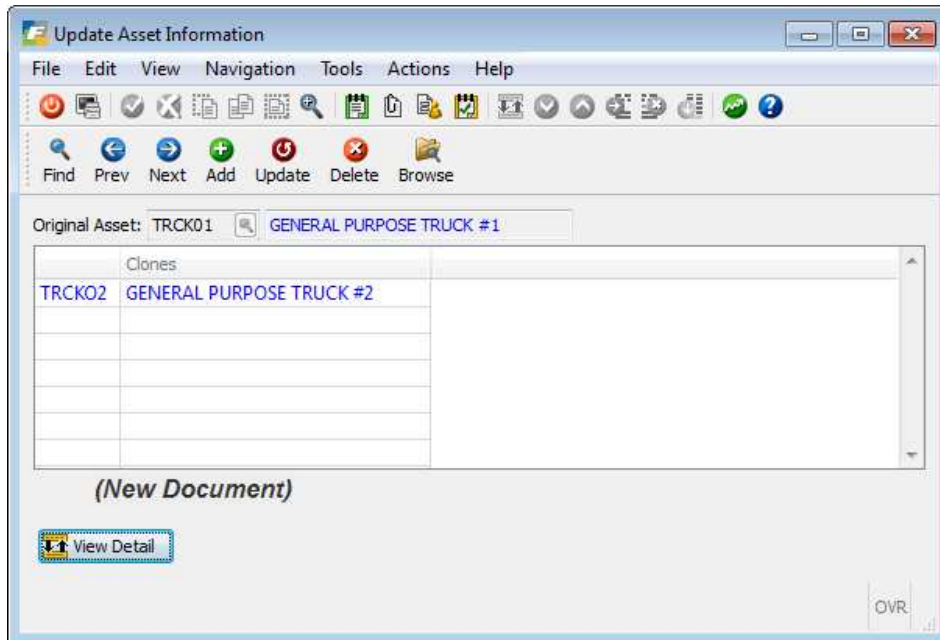 Update Asset Information
File Edit View Navigation Tools Actions Help
Find Prev Next Add Update Delete Browse
Original Asset: TRCK01 GENERAL PURPOSE TRUCK #1
Clones
TRCKO2 GENERAL PURPOSE TRUCK #2
(New Document)
View Detail
OVR